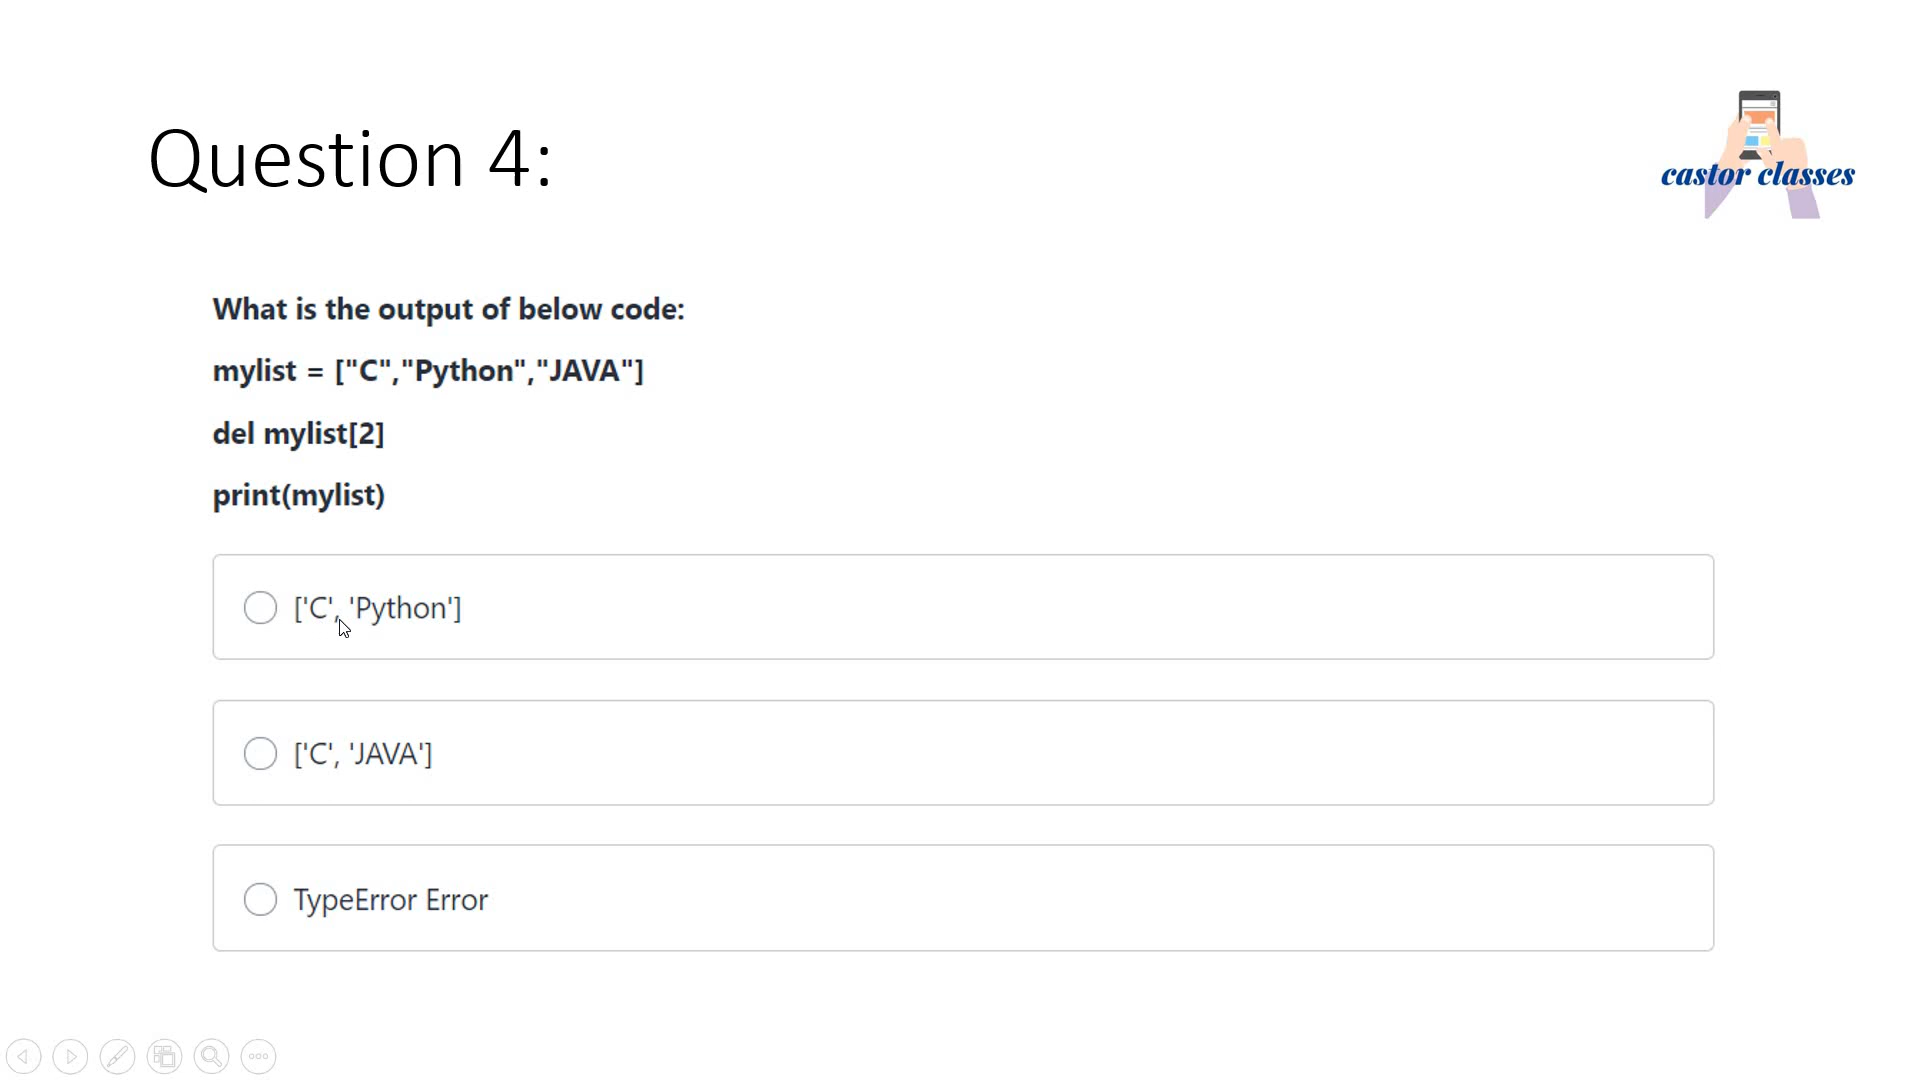 Question 4:
castor classes
What is the output of below code:
mylist = ["C","Python","JAVA"]
del mylist[2]
print(mylist)
['C', 'Python']
['C', 'JAVA']
TypeError Error